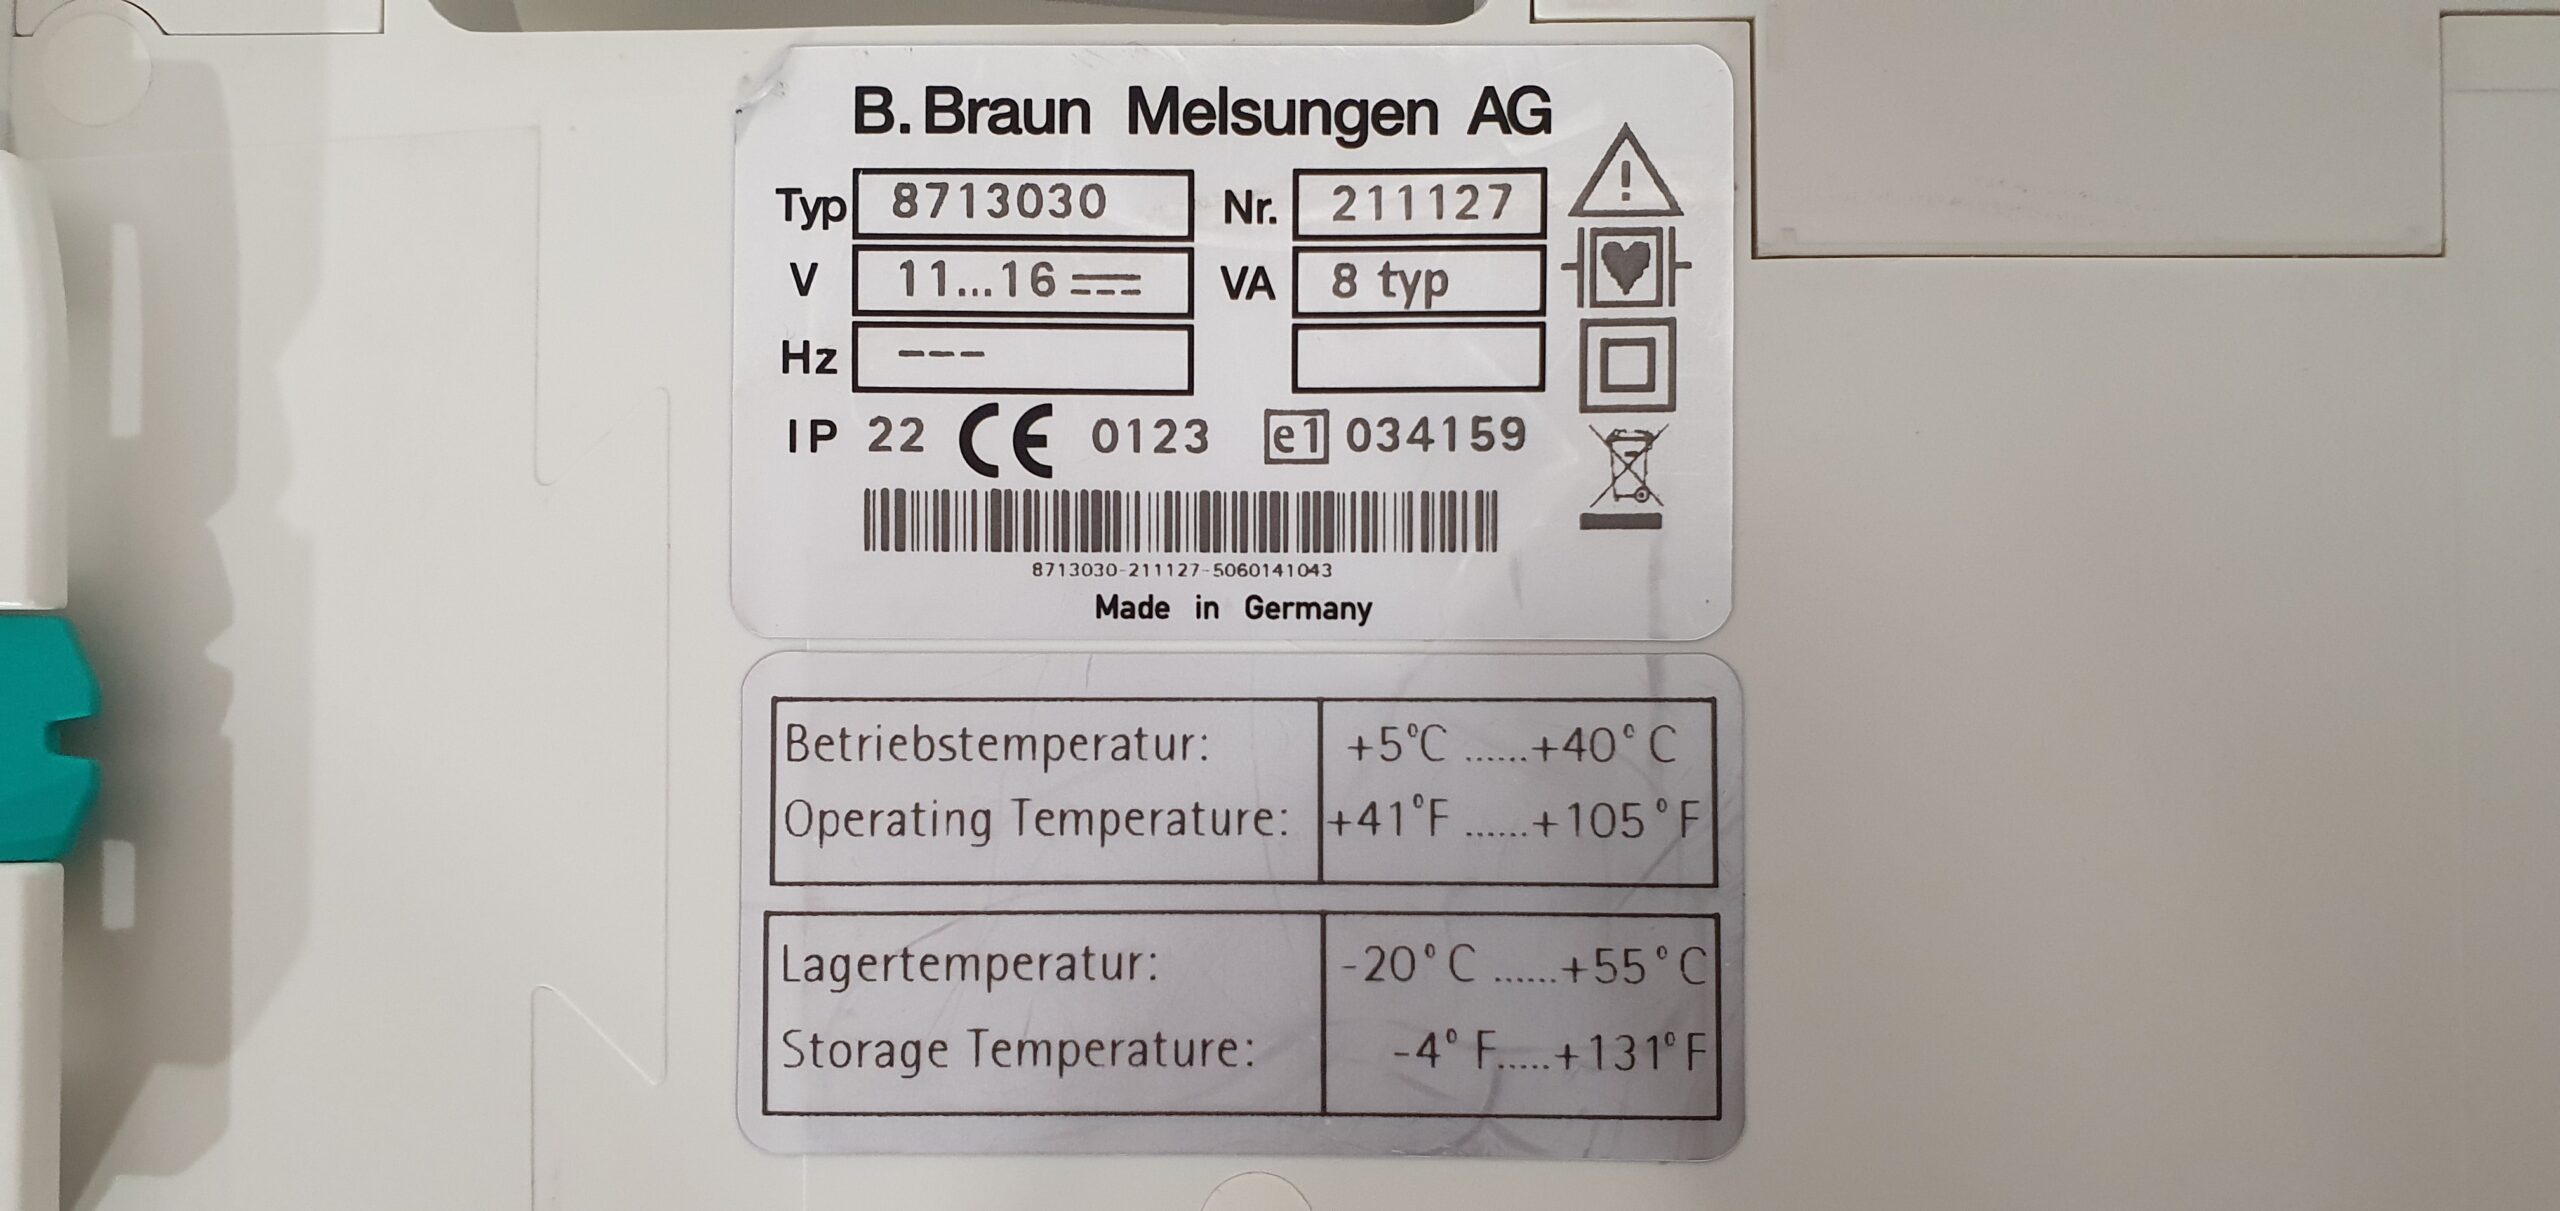 B. Braun Melsungen AG
Typ 8713030 Nr. 211127
V 11...16 VA 8 typ
Hz ---
IP 22 CE 0123 e1 034159
8713030-211127-5060141043
Made in Germany
Betriebstemperatur: +5°C ......+40°C
Operating Temperature: +41°F ......+105°F
Lagertemperatur: -20°C ......+55°C
Storage Temperature: -4°F.....+131°F